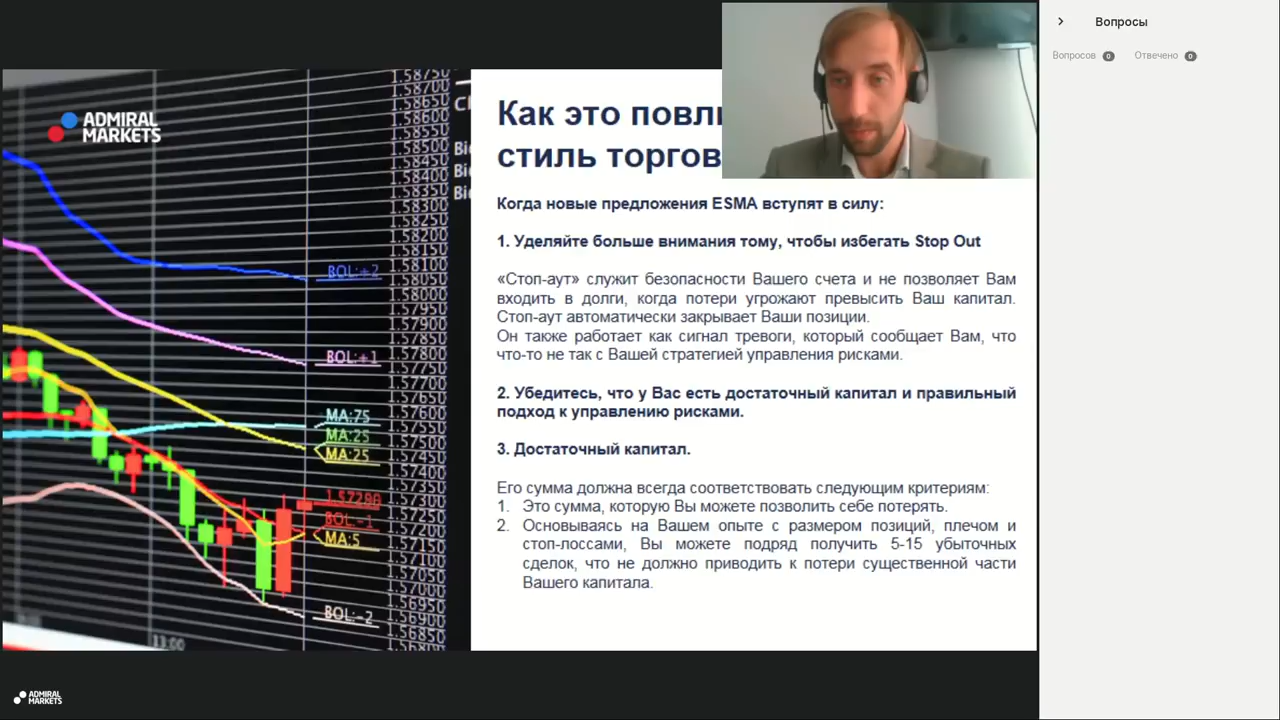 Вопросы
Вопросов 0 Отвечено 0
ADMIRAL
MARKETS
Как это
стиль
Когда новые предложения ESMA вступят в силу:
1. Уделяйте больше внимания тому, чтобы избегать Stop Out
«Стоп-аут» служит безопасности Вашего счета и не позволяет Вам
входить в долги, когда потери угрожают превысить Ваш капитал.
Стоп-аут автоматически закрывает Ваши позиции.
Он также работает как сигнал тревоги, который сообщает Вам, что
что-то не так с Вашей стратегией управления рисками.
2. Убедитесь, что у Вас есть достаточный капитал и правильный
подход к управлению рисками.
3. Достаточный капитал.
Его сумма должна всегда соответствовать следующим критериям:
1. Это сумма, которую Вы можете позволить себе потерять.
2. Основываясь на Вашем опыте с размером позиций, плечом и
стоп-лоссами, Вы можете подряд получить 5-15 убыточных
сделок, что не должно приводить к потери существенной части
Вашего капитала.
1.58700
1.58650
1.58600
1.58550
1.58500
1.58450
1.58400
1.58350
1.58300
1.58250
1.58200
1.58150
1.58100
1.58050
1.58000
1.57950
1.57900
1.57850
1.57800
1.57750
1.57700
1.57650
1.57600
1.57550
1.57500
1.57450
1.57400
1.57350
1.57300
1.57250
1.57200
1.57150
1.57100
1.57050
1.57000
1.56950
1.56900
1.56850
BOL:+2
BOL:+1
MA:75
MA:25
MA:25
1.57280
BOL:-1
MA:5
BOL:-2
13:00
ADMIRAL
MARKETS